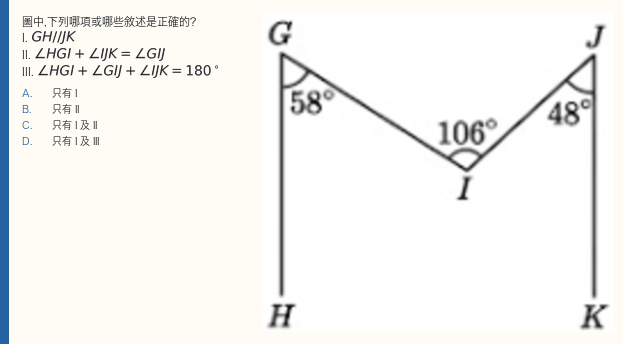 圖中,下列哪項或哪些敘述是正確的?
I. GH//JK
II. ∠HGI + ∠IJK = ∠GIJ
III. ∠HGI + ∠GIJ + ∠IJK = 180°
A. 只有 I
B. 只有 II
C. 只有 I 及 II
D. 只有 I 及 III
G
J
58°
48°
106°
I
H
K